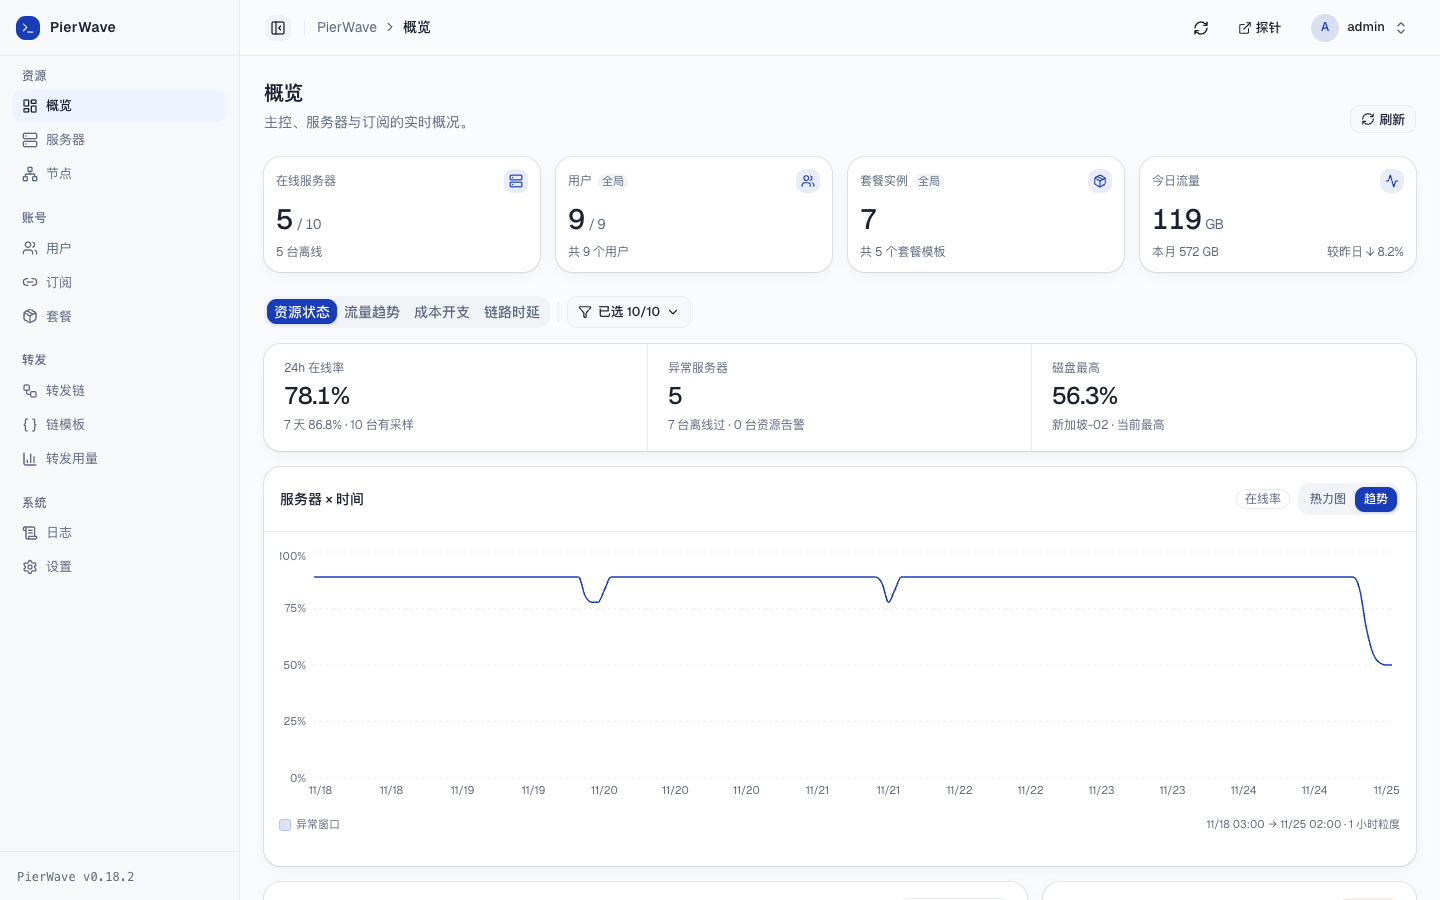 PierWave
PierWave > 概览
探针
A admin
资源
概览
服务器
节点
账号
用户
订阅
套餐
转发
转发链
链模板
转发用量
系统
日志
设置
PierWave v0.18.2
概览
主控、服务器与订阅的实时概况。
刷新
在线服务器
5 / 10
5 台离线
用户 全局
9 / 9
共 9 个用户
套餐实例 全局
7
共 5 个套餐模板
今日流量
119 GB
本月 572 GB 较昨日 ↓ 8.2%
资源状态 流量趋势 成本开支 链路时延 已选 10/10
24h 在线率
78.1%
7 天 86.8% · 10 台有采样
异常服务器
5
7 台离线过 · 0 台资源告警
磁盘最高
56.3%
新加坡-02 · 当前最高
服务器 × 时间
在线率 热力图 趋势
100%
75%
50%
25%
0%
11/18 11/18 11/19 11/19 11/20 11/20 11/20 11/21 11/21 11/22 11/22 11/23 11/23 11/24 11/24 11/25
异常窗口
11/18 03:00 → 11/25 02:00 · 1 小时粒度